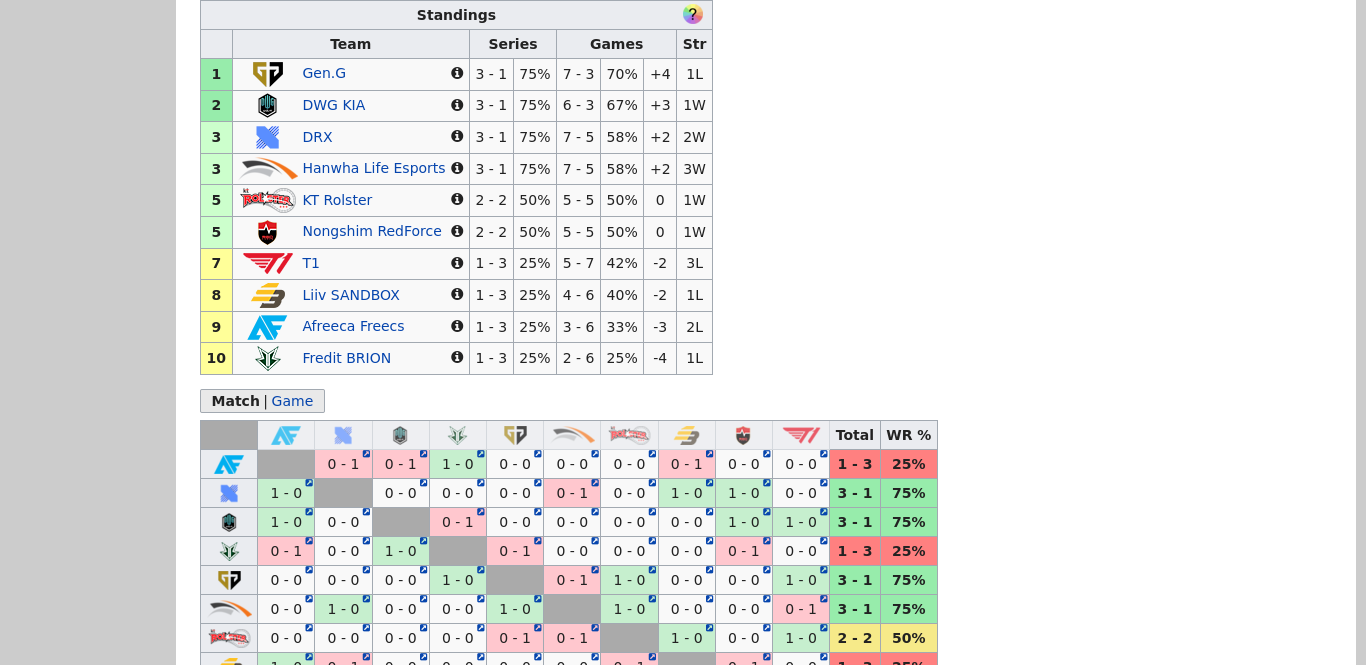 Standings ?
Team Series Games Str
1 Gen.G 3 - 1 75% 7 - 3 70% +4 1L
2 DWG KIA 3 - 1 75% 6 - 3 67% +3 1W
3 DRX 3 - 1 75% 7 - 5 58% +2 2W
3 Hanwha Life Esports 3 - 1 75% 7 - 5 58% +2 3W
5 KT Rolster 2 - 2 50% 5 - 5 50% 0 1W
5 Nongshim RedForce 2 - 2 50% 5 - 5 50% 0 1W
7 T1 1 - 3 25% 5 - 7 42% -2 3L
8 Liiv SANDBOX 1 - 3 25% 4 - 6 40% -2 1L
9 Afreeca Freecs 1 - 3 25% 3 - 6 33% -3 2L
10 Fredit BRION 1 - 3 25% 2 - 6 25% -4 1L
Match | Game
Total WR %
0 - 1 0 - 1 1 - 0 0 - 0 0 - 0 0 - 0 0 - 1 0 - 0 0 - 0 1 - 3 25%
1 - 0 0 - 0 0 - 0 0 - 0 0 - 1 0 - 0 1 - 0 1 - 0 0 - 0 3 - 1 75%
1 - 0 0 - 0 0 - 1 0 - 0 0 - 0 0 - 0 0 - 0 1 - 0 1 - 0 3 - 1 75%
0 - 1 0 - 0 1 - 0 0 - 1 0 - 0 0 - 0 0 - 0 0 - 1 0 - 0 1 - 3 25%
0 - 0 0 - 0 0 - 0 1 - 0 0 - 1 1 - 0 0 - 0 0 - 0 1 - 0 3 - 1 75%
0 - 0 1 - 0 0 - 0 0 - 0 1 - 0 1 - 0 0 - 0 0 - 0 0 - 1 3 - 1 75%
0 - 0 0 - 0 0 - 0 0 - 0 0 - 1 0 - 1 1 - 0 0 - 0 1 - 0 2 - 2 50%